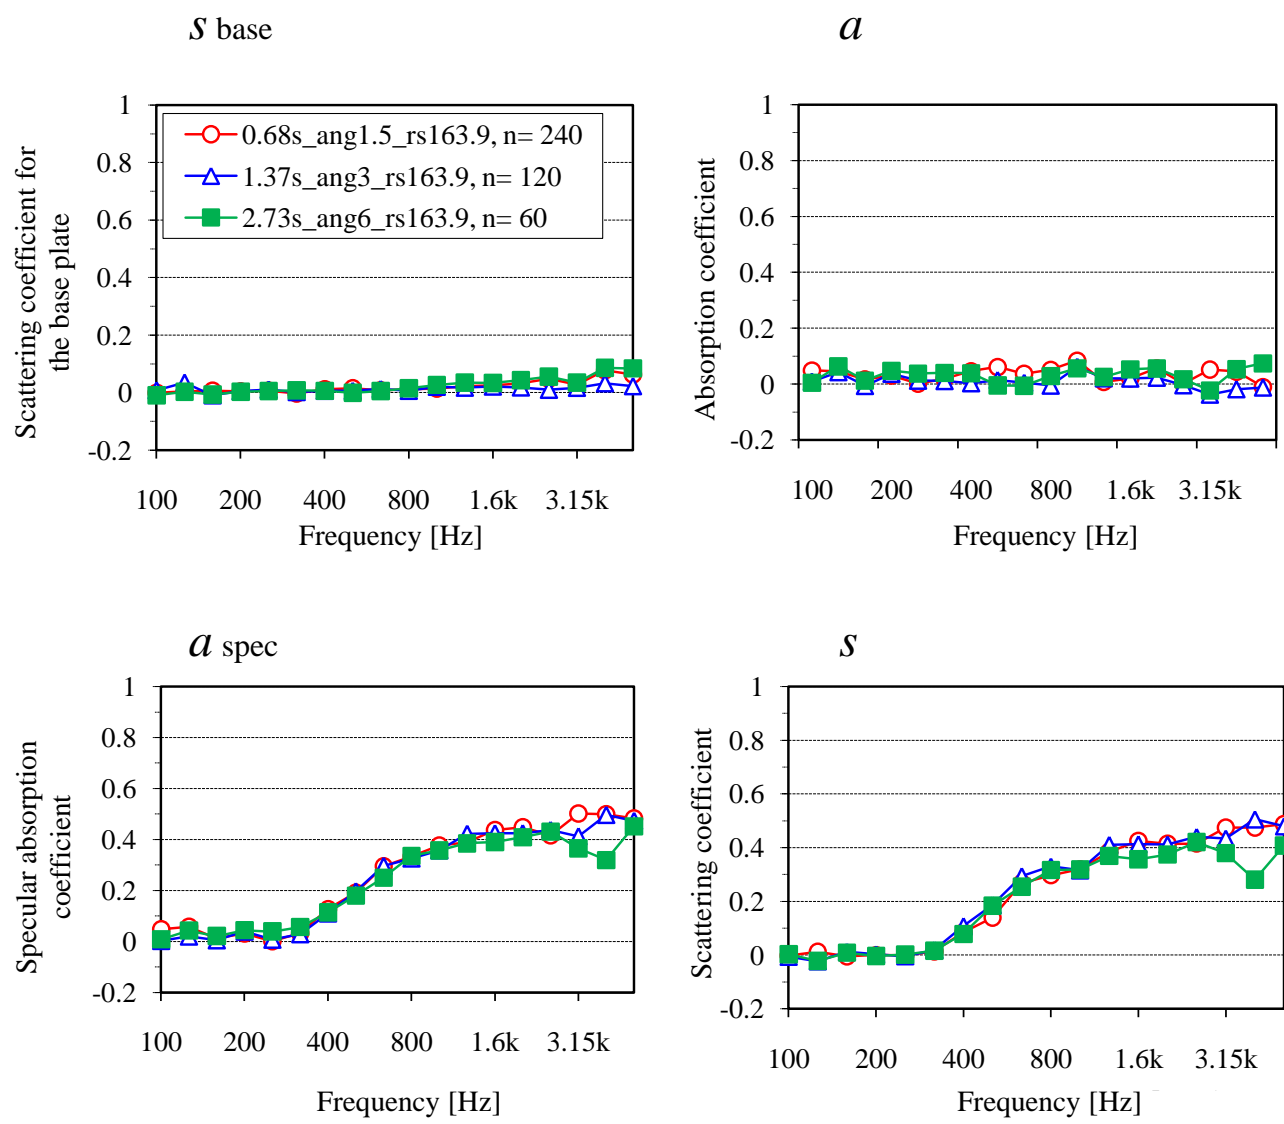 s base
Scattering coefficient for
the base plate
1
0.8
0.6
0.4
0.2
0
-0.2
0.68s_ang1.5_rs163.9, n= 240
1.37s_ang3_rs163.9, n= 120
2.73s_ang6_rs163.9, n= 60
100 200 400 800 1.6k 3.15k
Frequency [Hz]
a
Absorption coefficient
1
0.8
0.6
0.4
0.2
0
-0.2
100 200 400 800 1.6k 3.15k
Frequency [Hz]
a spec
Specular absorption
coefficient
1
0.8
0.6
0.4
0.2
0
-0.2
100 200 400 800 1.6k 3.15k
Frequency [Hz]
s
Scattering coefficient
1
0.8
0.6
0.4
0.2
0
-0.2
100 200 400 800 1.6k 3.15k
Frequency [Hz]